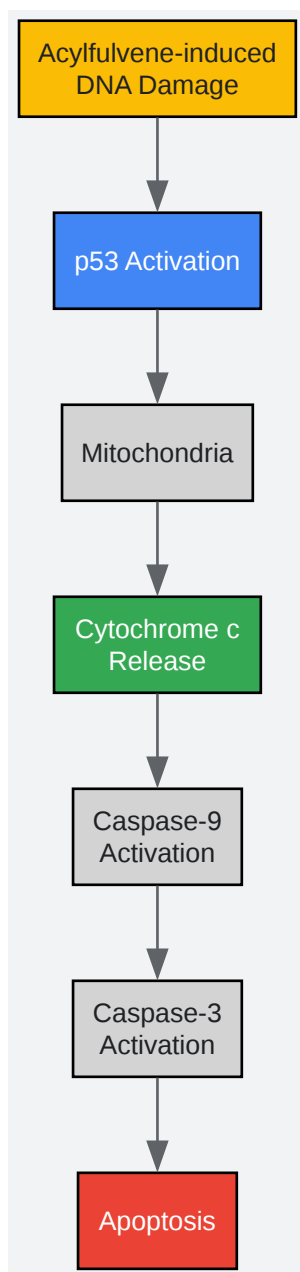 Acylfulvene-induced
DNA Damage
p53 Activation
Mitochondria
Cytochrome c
Release
Caspase-9
Activation
Caspase-3
Activation
Apoptosis